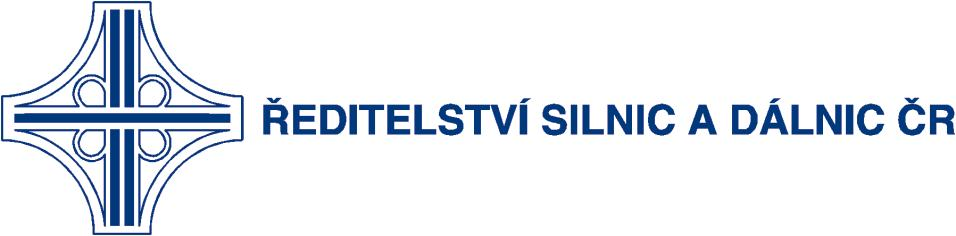 ŘEDITELSTVÍ SILNIC A DÁLNIC ČR